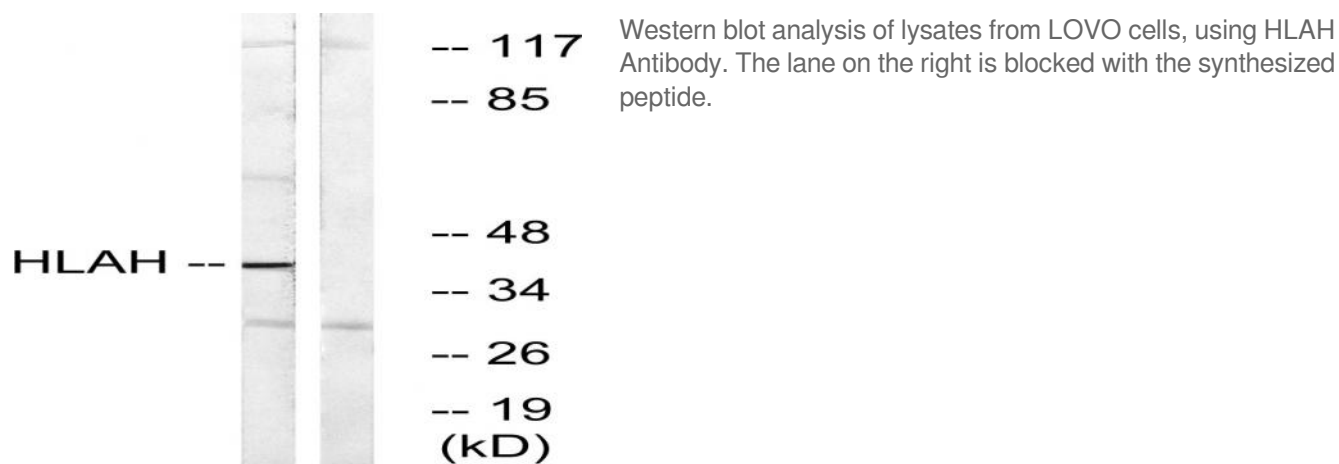 -- 117
-- 85
-- 48
HLAH --
-- 34
-- 26
-- 19
(kD)
Western blot analysis of lysates from LOVO cells, using HLAH
Antibody. The lane on the right is blocked with the synthesized
peptide.